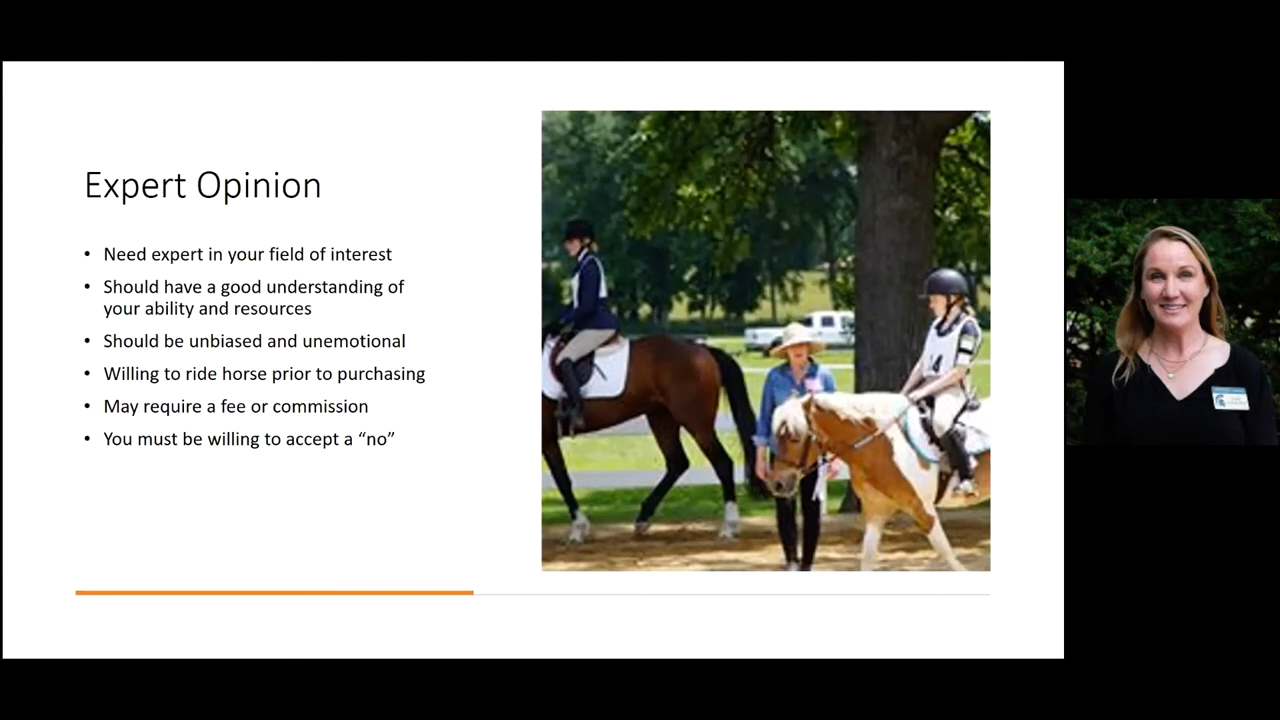 Expert Opinion
• Need expert in your field of interest
• Should have a good understanding of
your ability and resources
• Should be unbiased and unemotional
• Willing to ride horse prior to purchasing
• May require a fee or commission
• You must be willing to accept a “no”
4